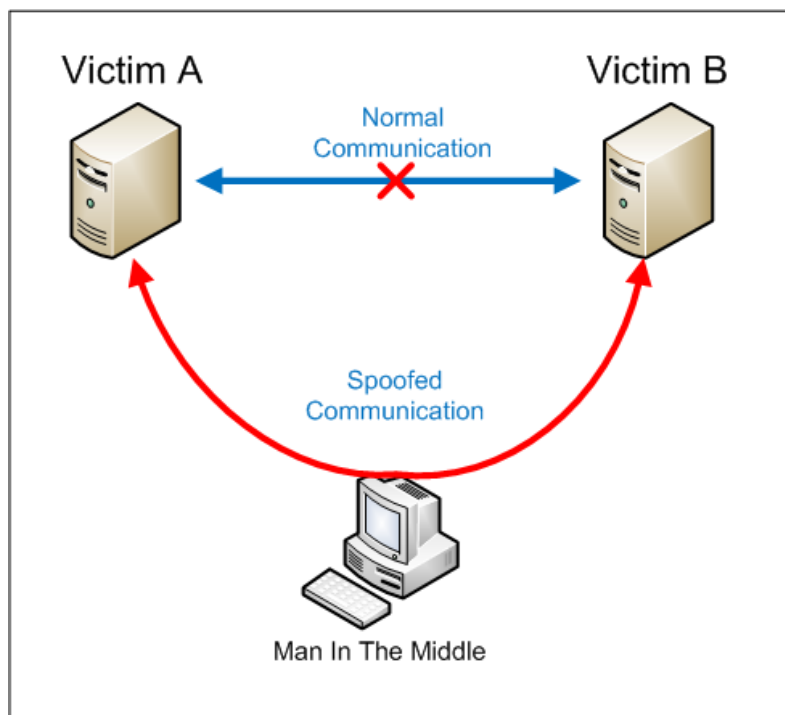 Victim A
Victim B
Normal
Communication
Spoofed
Communication
Man In The Middle